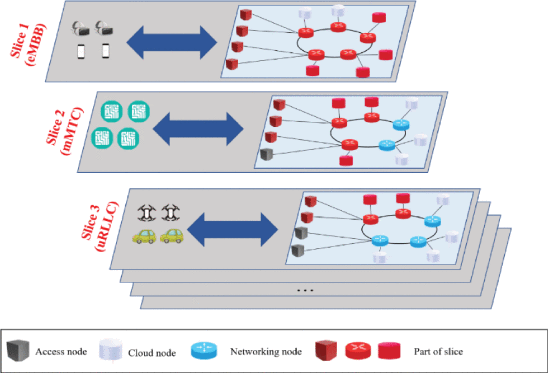 Slice 1
(eMBB)
Slice 2
(mMTC)
Slice 3
(uRLLC)
...
Access node
Cloud node
Networking node
Part of slice